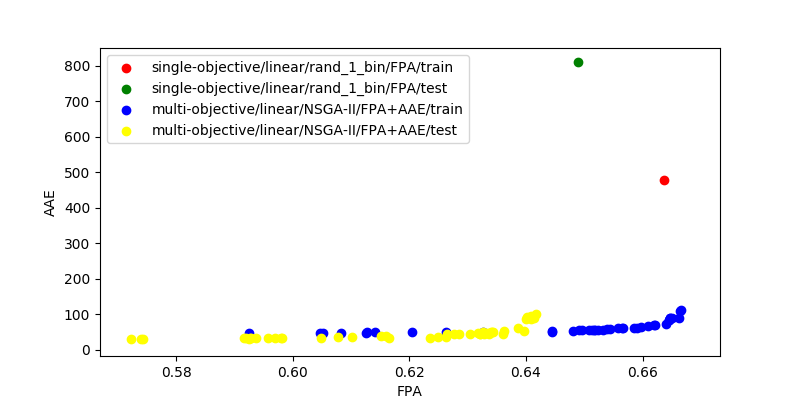 single-objective/linear/rand_1_bin/FPA/train
single-objective/linear/rand_1_bin/FPA/test
multi-objective/linear/NSGA-II/FPA+AAE/train
multi-objective/linear/NSGA-II/FPA+AAE/test
800
700
600
500
400
300
200
100
0
AAE
0.58 0.60 0.62 0.64 0.66
FPA